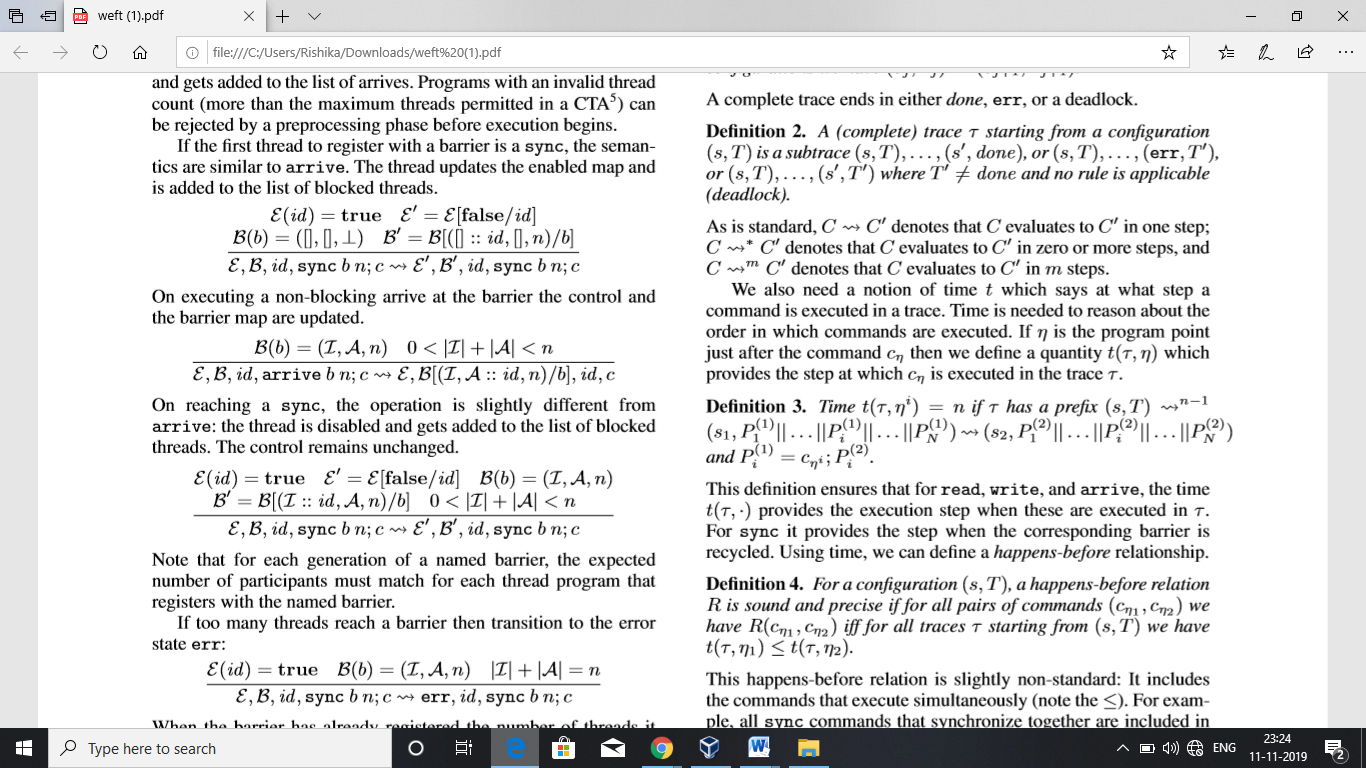 weft (1).pdf
file:///C:/Users/Rishika/Downloads/weft%20(1).pdf
and gets added to the list of arrives. Programs with an invalid thread
count (more than the maximum threads permitted in a CTA⁵) can
be rejected by a preprocessing phase before execution begins.
If the first thread to register with a barrier is a sync, the seman-
tics are similar to arrive. The thread updates the enabled map and
is added to the list of blocked threads.
ℰ(id) = true ℰ′ = ℰ[false/id]
ℬ(b) = ([], [], ⊥) ℬ′ = ℬ[([] :: id, [], n)/b]
ℰ, ℬ, id, sync b n; c ⇝ ℰ′, ℬ′, id, sync b n; c
On executing a non-blocking arrive at the barrier the control and
the barrier map are updated.
ℬ(b) = (ℐ, 𝒜, n) 0 < |ℐ| + |𝒜| < n
ℰ, ℬ, id, arrive b n; c ⇝ ℰ, ℬ[(ℐ, 𝒜 :: id, n)/b], id, c
On reaching a sync, the operation is slightly different from
arrive: the thread is disabled and gets added to the list of blocked
threads. The control remains unchanged.
ℰ(id) = true ℰ′ = ℰ[false/id] ℬ(b) = (ℐ, 𝒜, n)
ℬ′ = ℬ[(ℐ :: id, 𝒜, n)/b] 0 < |ℐ| + |𝒜| < n
ℰ, ℬ, id, sync b n; c ⇝ ℰ′, ℬ′, id, sync b n; c
Note that for each generation of a named barrier, the expected
number of participants must match for each thread program that
registers with the named barrier.
If too many threads reach a barrier then transition to the error
state err:
ℰ(id) = true ℬ(b) = (ℐ, 𝒜, n) |ℐ| + |𝒜| = n
ℰ, ℬ, id, sync b n; c ⇝ err, id, sync b n; c
When the barrier has already registered the number of threads it
A complete trace ends in either done, err, or a deadlock.
Definition 2. A (complete) trace τ starting from a configuration
(s, T) is a subtrace (s, T), . . . , (s′, done), or (s, T), . . . , (err, T′),
or (s, T), . . . , (s′, T′) where T′ ≠ done and no rule is applicable
(deadlock).
As is standard, C ⇝ C′ denotes that C evaluates to C′ in one step;
C ⇝* C′ denotes that C evaluates to C′ in zero or more steps, and
C ⇝ᵐ C′ denotes that C evaluates to C′ in m steps.
We also need a notion of time t which says at what step a
command is executed in a trace. Time is needed to reason about the
order in which commands are executed. If η is the program point
just after the command c_η then we define a quantity t(τ, η) which
provides the step at which c_η is executed in the trace τ.
Definition 3. Time t(τ, ηⁱ) = n if τ has a prefix (s, T) ⇝ⁿ⁻¹
(s₁, P₁⁽¹⁾|| . . . ||Pᵢ⁽¹⁾|| . . . ||P_N⁽¹⁾) ⇝ (s₂, P₁⁽²⁾|| . . . ||Pᵢ⁽²⁾|| . . . ||P_N⁽²⁾)
and Pᵢ⁽¹⁾ = c_ηⁱ; Pᵢ⁽²⁾.
This definition ensures that for read, write, and arrive, the time
t(τ, ·) provides the execution step when these are executed in τ.
For sync it provides the step when the corresponding barrier is
recycled. Using time, we can define a happens-before relationship.
Definition 4. For a configuration (s, T), a happens-before relation
R is sound and precise if for all pairs of commands (c_η₁, c_η₂) we
have R(c_η₁, c_η₂) iff for all traces τ starting from (s, T) we have
t(τ, η₁) ≤ t(τ, η₂).
This happens-before relation is slightly non-standard: It includes
the commands that execute simultaneously (note the ≤). For exam-
ple, all sync commands that synchronize together are included in
Type here to search
ENG
23:24
11-11-2019
2